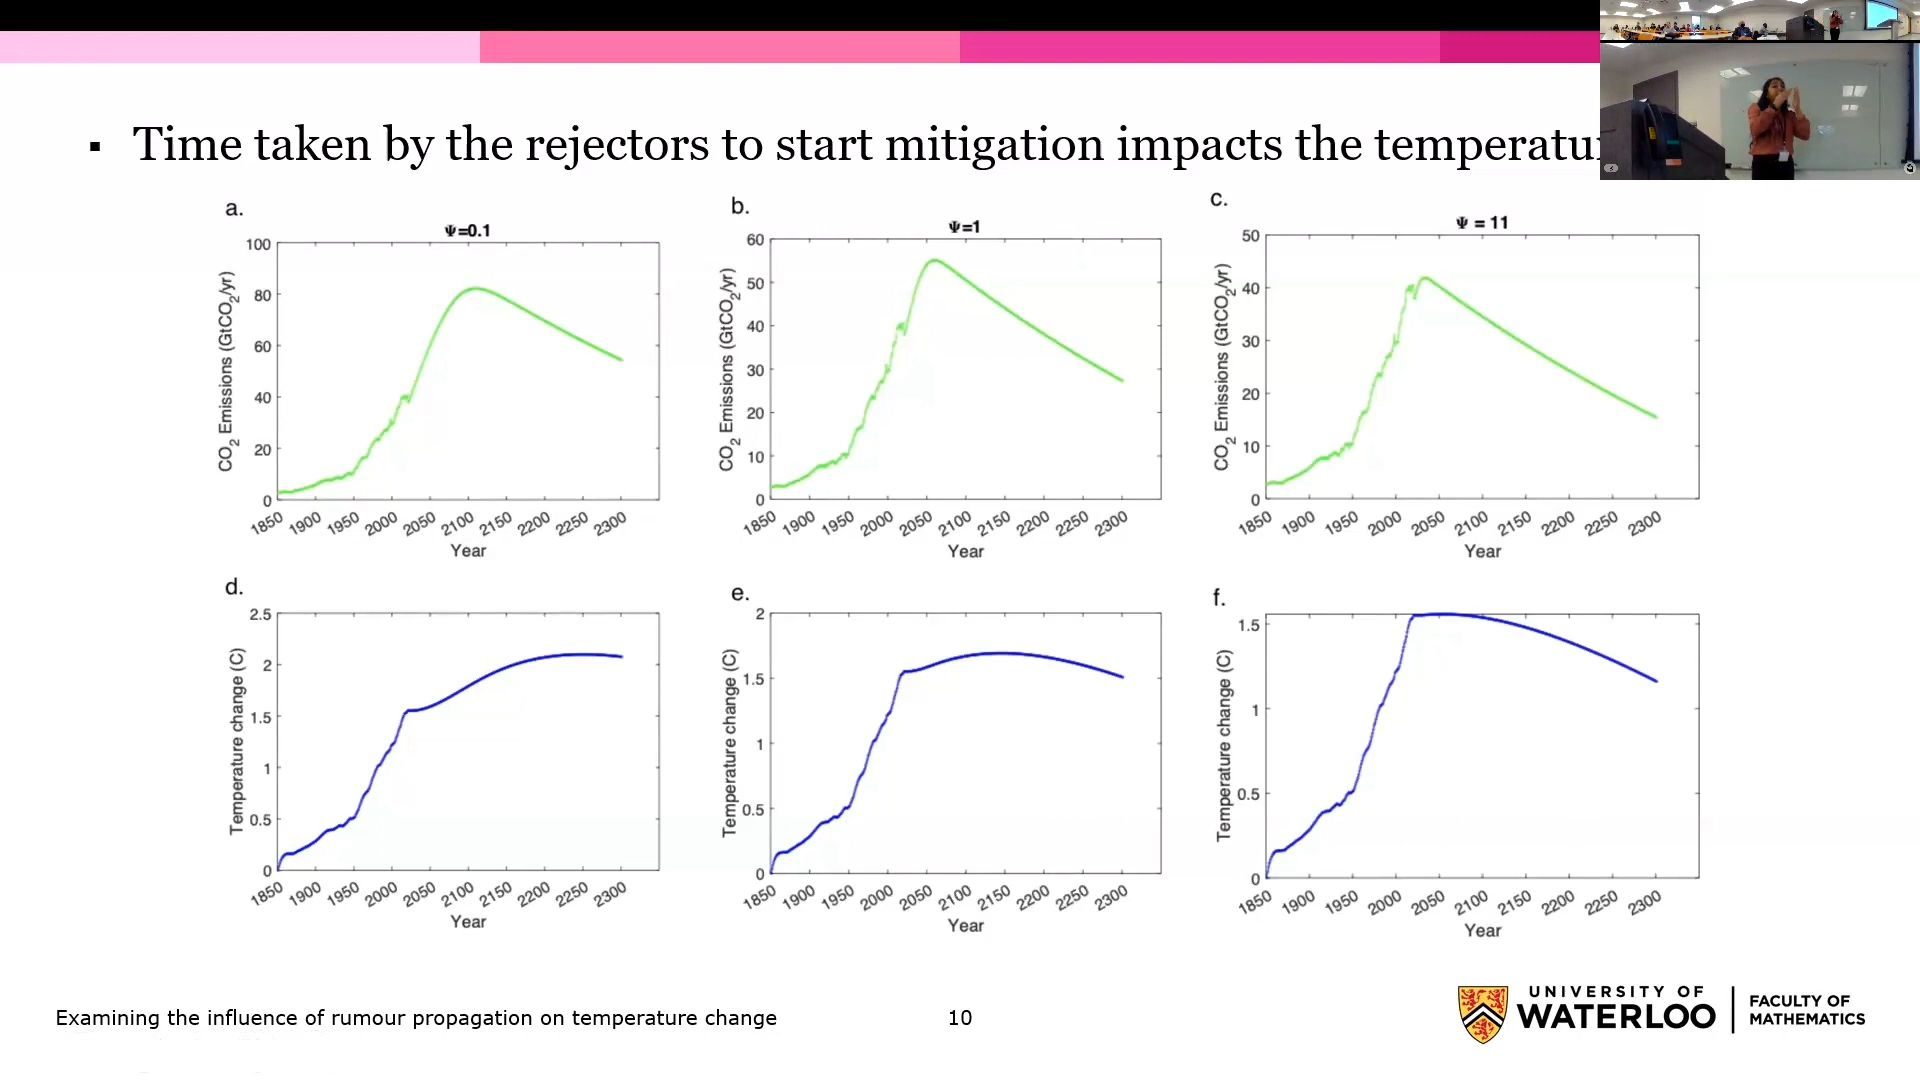 ▪ Time taken by the rejectors to start mitigation impacts the
a.
Ψ=0.1
100
80
60
40
20
0
CO2 Emissions (GtCO2/yr)
1850 1900 1950 2000 2050 2100 2150 2200 2250 2300
Year
b.
Ψ=1
60
50
40
30
20
10
0
CO2 Emissions (GtCO2/yr)
1850 1900 1950 2000 2050 2100 2150 2200 2250 2300
Year
c.
Ψ = 11
50
40
30
20
10
0
CO2 Emissions (GtCO2/yr)
1850 1900 1950 2000 2050 2100 2150 2200 2250 2300
Year
d.
2.5
2
1.5
1
0.5
0
Temperature change (C)
1850 1900 1950 2000 2050 2100 2150 2200 2250 2300
Year
e.
2
1.5
1
0.5
0
Temperature change (C)
1850 1900 1950 2000 2050 2100 2150 2200 2250 2300
Year
f.
1.5
1
0.5
0
Temperature change (C)
1850 1900 1950 2000 2050 2100 2150 2200 2250 2300
Year
Examining the influence of rumour propagation on temperature change
10
UNIVERSITY OF
WATERLOO
FACULTY OF
MATHEMATICS